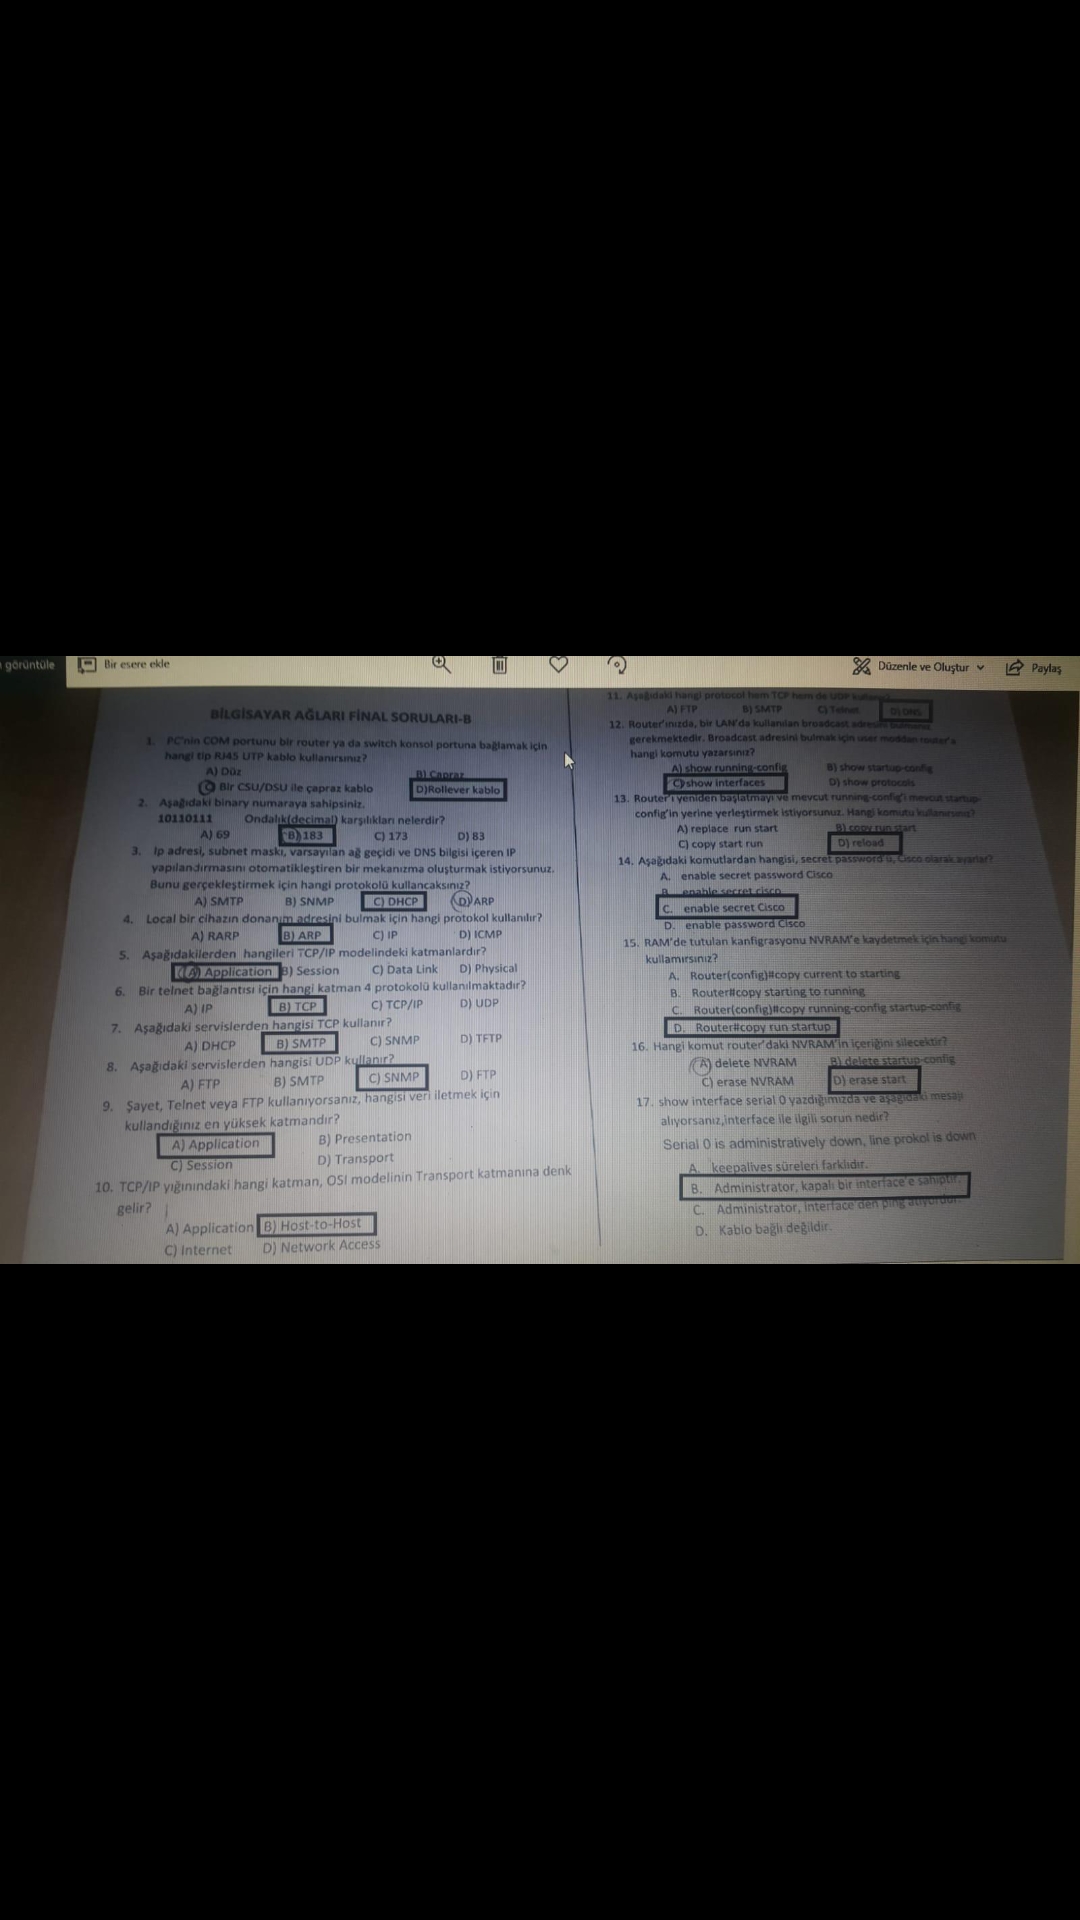 görüntüle
Bir esere ekle
Düzenle ve Oluştur
Paylaş
BİLGİSAYAR AĞLARI FİNAL SORULARI-B
1. PC'nin COM portunu bir router ya da switch konsol portuna bağlamak için
hangi tip RJ45 UTP kablo kullanırsınız?
A) Düz B) Çapraz
C) Bir CSU/DSU ile çapraz kablo D)Rollever kablo
2. Aşağıdaki binary numaraya sahipsiniz.
10110111 Ondalık(decimal) karşılıkları nelerdir?
A) 69 B) 183 C) 173 D) 83
3. Ip adresi, subnet maskı, varsayılan ağ geçidi ve DNS bilgisi içeren IP
yapılandırmasını otomatikleştiren bir mekanizma oluşturmak istiyorsunuz.
Bunu gerçekleştirmek için hangi protokolü kullancaksınız?
A) SMTP B) SNMP C) DHCP D) ARP
4. Local bir cihazın donanım adresini bulmak için hangi protokol kullanılır?
A) RARP B) ARP C) IP D) ICMP
5. Aşağıdakilerden hangileri TCP/IP modelindeki katmanlardır?
A) Application B) Session C) Data Link D) Physical
6. Bir telnet bağlantısı için hangi katman 4 protokolü kullanılmaktadır?
A) IP B) TCP C) TCP/IP D) UDP
7. Aşağıdaki servislerden hangisi TCP kullanır?
A) DHCP B) SMTP C) SNMP D) TFTP
8. Aşağıdaki servislerden hangisi UDP kullanır?
A) FTP B) SMTP C) SNMP D) FTP
9. Şayet, Telnet veya FTP kullanıyorsanız, hangisi veri iletmek için
kullandığınız en yüksek katmandır?
A) Application B) Presentation
C) Session D) Transport
10. TCP/IP yığınındaki hangi katman, OSI modelinin Transport katmanına denk
gelir?
A) Application B) Host-to-Host
C) Internet D) Network Access
11. Aşağıdaki hangi protocol hem TCP hem de UDP kullanır?
A) FTP B) SMTP C) Telnet D) DNS
12. Router'ınızda, bir LAN'da kullanılan broadcast adresini bulmanız
gerekmektedir. Broadcast adresini bulmak için user moddan router'a
hangi komutu yazarsınız?
A) show running-config B) show startup-config
C) show interfaces D) show protocols
13. Router'ı yeniden başlatmayı ve mevcut running-config'i mevcut startup-
config'in yerine yerleştirmek istiyorsunuz. Hangi komutu kullanırsınız?
A) replace run start B) copy run start
C) copy start run D) reload
14. Aşağıdaki komutlardan hangisi, secret password'u, Cisco olarak ayarlar?
A. enable secret password Cisco
B. enable secret cisco
C. enable secret Cisco
D. enable password Cisco
15. RAM'de tutulan kanfigrasyonu NVRAM'e kaydetmek için hangi komutu
kullamırsınız?
A. Router(config)#copy current to starting
B. Router#copy starting to running
C. Router(config)#copy running-config startup-config
D. Router#copy run startup
16. Hangi komut router'daki NVRAM'in içeriğini silecektir?
A) delete NVRAM B) delete startup-config
C) erase NVRAM D) erase start
17. show interface serial 0 yazdığımızda ve aşağıdaki mesajı
alıyorsanız,interface ile ilgili sorun nedir?
Serial 0 is administratively down, line prokol is down
A. keepalives süreleri farklıdır.
B. Administrator, kapalı bir interface'e sahiptir.
C. Administrator, İnterface'den ping atıyordur.
D. Kablo bağlı değildir.